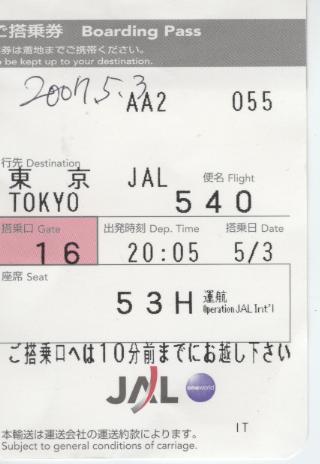 ご搭乗券 Boarding Pass
券は着地までご携帯ください。
be kept up to your destination.
2007.5.3
AA2 055
行先 Destination
東京 JAL 便名 Flight
TOKYO 540
搭乗口 Gate 出発時刻 Dep. Time 搭乗日 Date
16 20:05 5/3
座席 Seat
53H 運航
Operation JAL Int'l
ご搭乗口へは10分前までにお越し下さい
JAL oneworld
IT
本輸送は運送会社の運送約款によります。
Subject to general conditions of carriage.